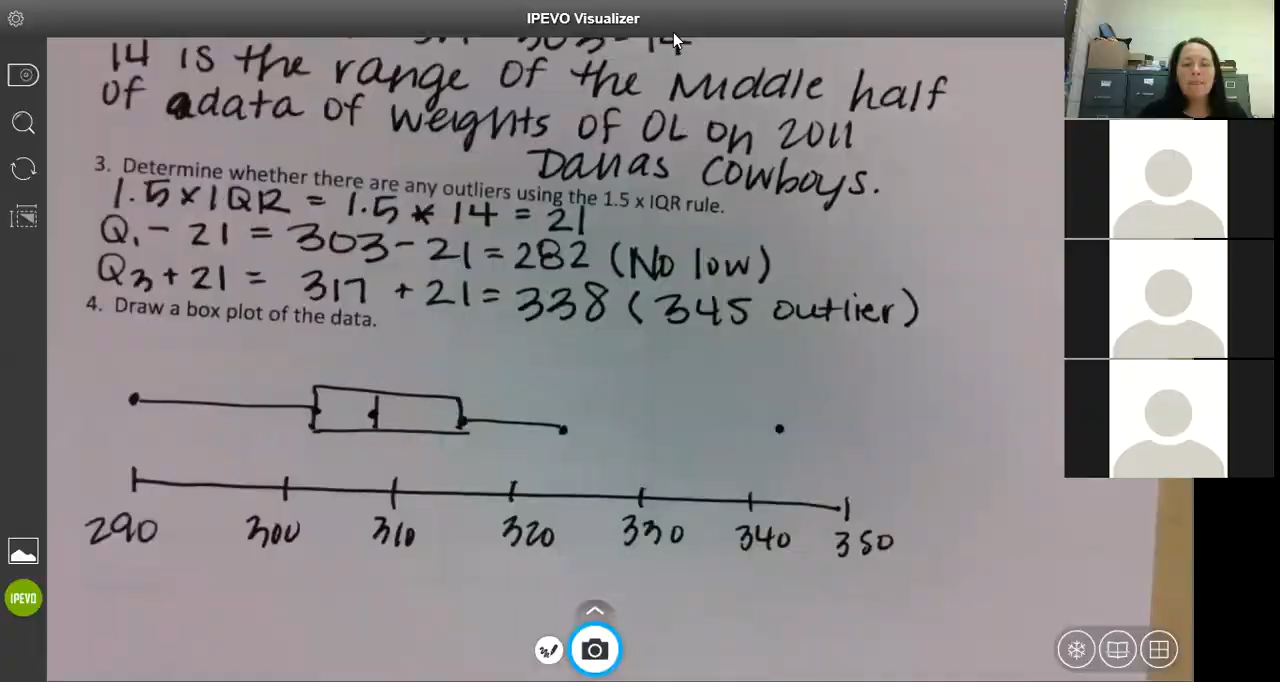 IPEVO Visualizer
14 is the range of the middle half
of a data of weights of OL on 2011
Dallas Cowboys.
3. Determine whether there are any outliers using the 1.5 x IQR rule.
1.5 x IQR = 1.5 * 14 = 21
Q1 - 21 = 303 - 21 = 282 (No low)
Q3 + 21 = 317 + 21 = 338 (345 outlier)
4. Draw a box plot of the data.
290 300 310 320 330 340 350
IPEVO